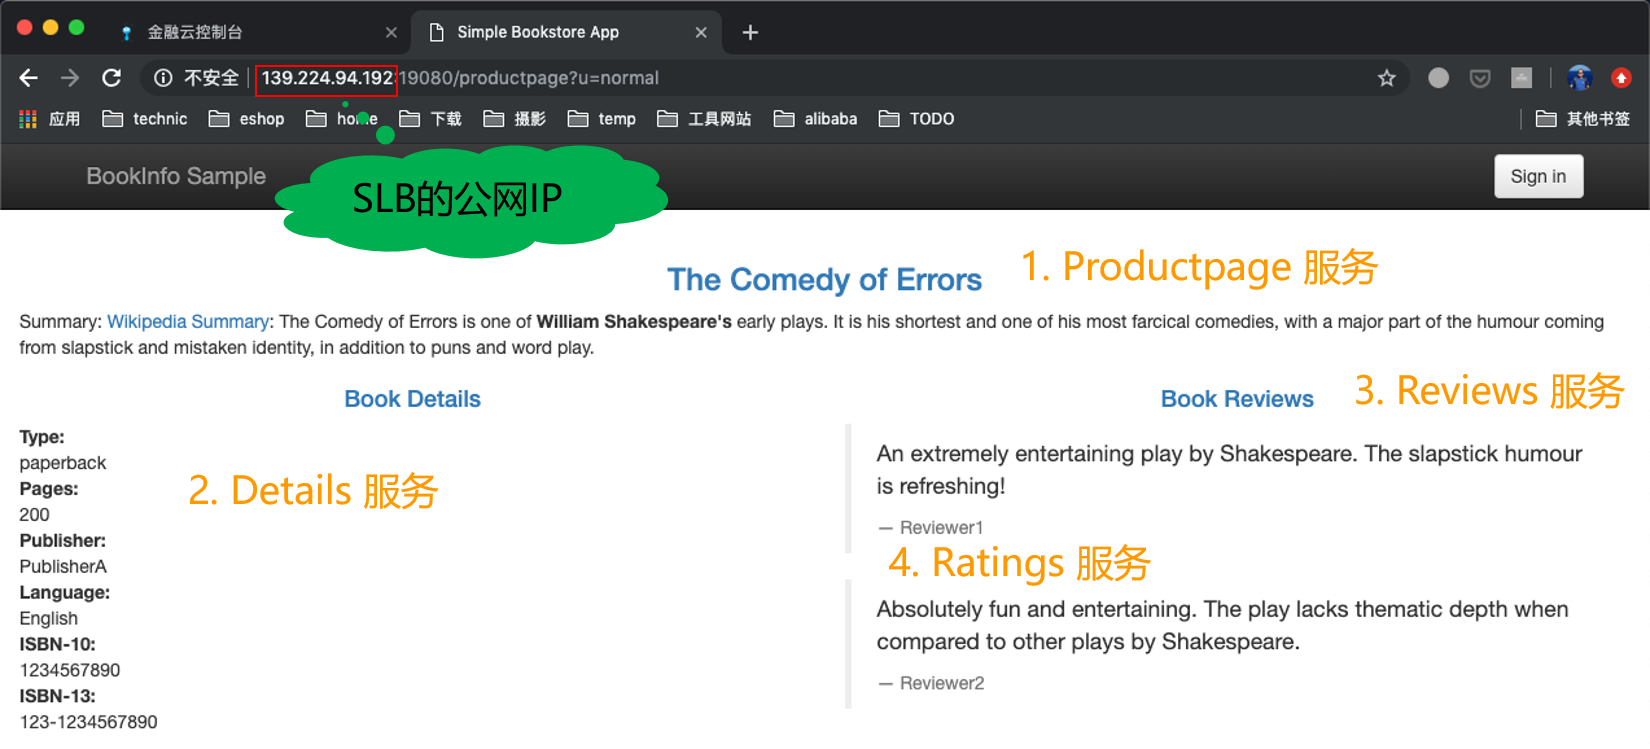 金融云控制台
Simple Bookstore App
不安全
139.224.94.192:19080/productpage?u=normal
应用 technic eshop home 下载 摄影 temp 工具网站 alibaba TODO 其他书签
BookInfo Sample
SLB的公网IP
Sign in
The Comedy of Errors
1. Productpage 服务
Summary: Wikipedia Summary: The Comedy of Errors is one of William Shakespeare's early plays. It is his shortest and one of his most farcical comedies, with a major part of the humour coming
from slapstick and mistaken identity, in addition to puns and word play.
Book Details
Type:
paperback
Pages:
200
Publisher:
PublisherA
Language:
English
ISBN-10:
1234567890
ISBN-13:
123-1234567890
2. Details 服务
Book Reviews
3. Reviews 服务
An extremely entertaining play by Shakespeare. The slapstick humour
is refreshing!
— Reviewer1
4. Ratings 服务
Absolutely fun and entertaining. The play lacks thematic depth when
compared to other plays by Shakespeare.
— Reviewer2